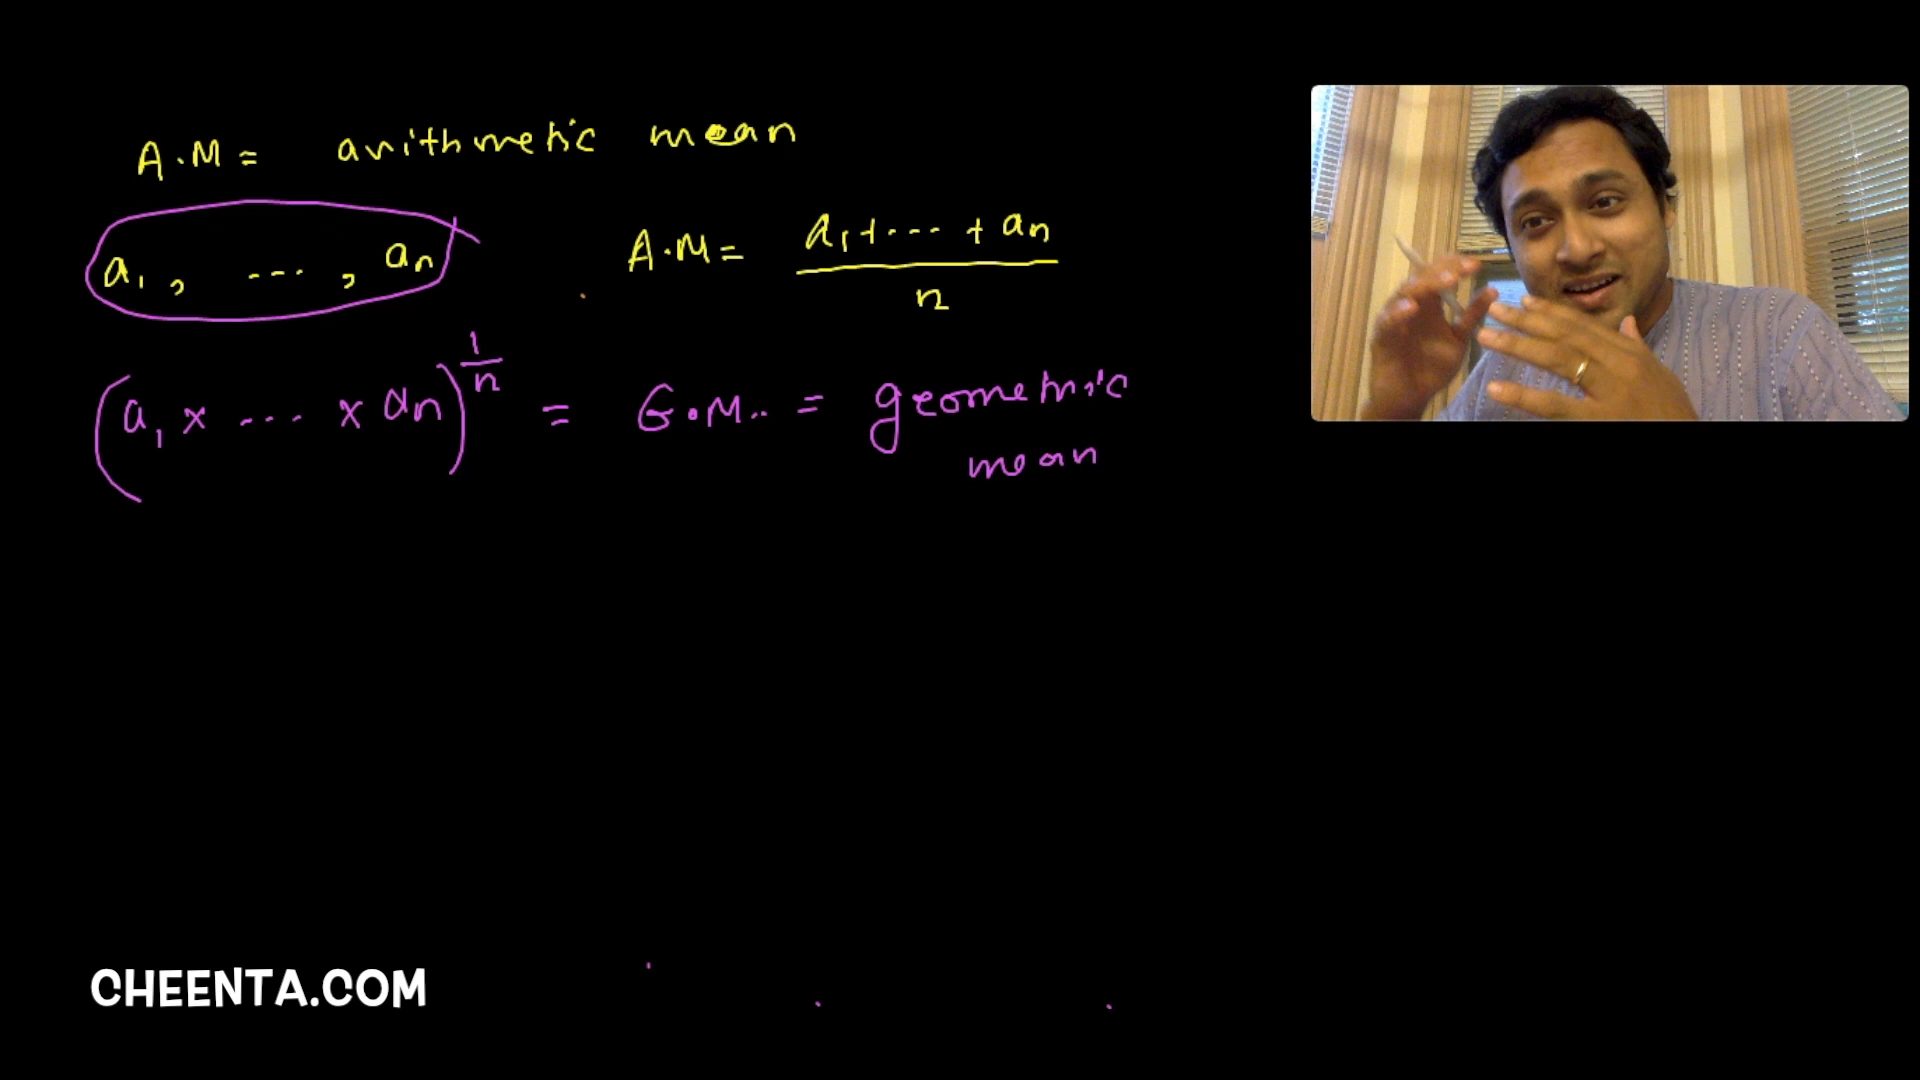 A.M = arithmetic mean
a₁, ---, aₙ
A.M = (a₁ + --- + aₙ) / n
(a₁ x --- x aₙ)^(1/n) = G.M.. = geometric
mean
CHEENTA.COM